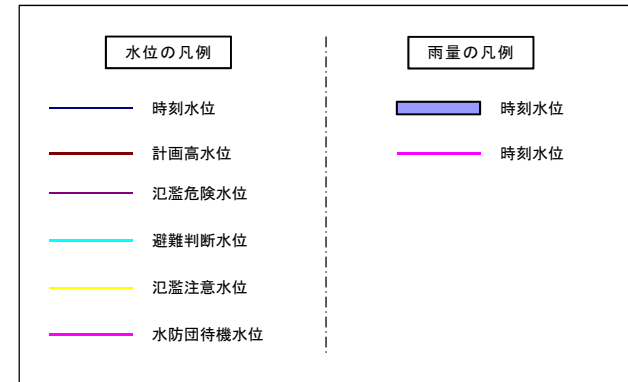 水位の凡例
時刻水位
計画高水位
氾濫危険水位
避難判断水位
氾濫注意水位
水防団待機水位
雨量の凡例
時刻水位
時刻水位